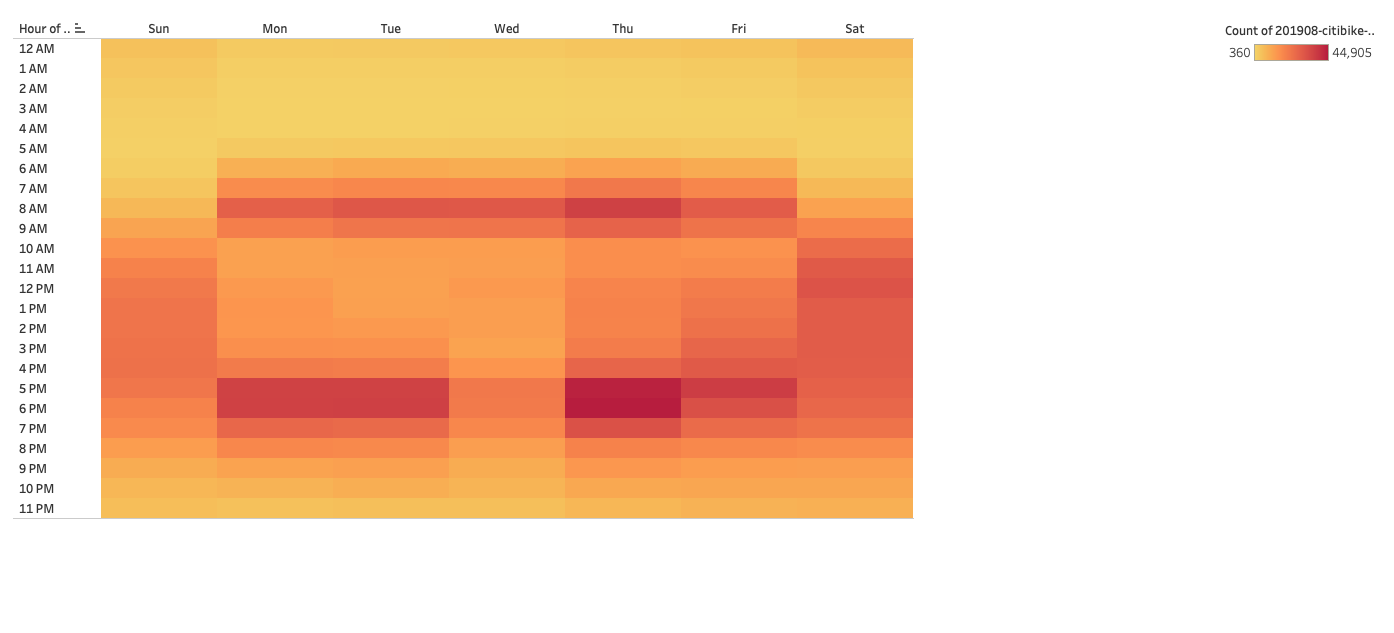 Hour of .. Sun Mon Tue Wed Thu Fri Sat
12 AM
1 AM
2 AM
3 AM
4 AM
5 AM
6 AM
7 AM
8 AM
9 AM
10 AM
11 AM
12 PM
1 PM
2 PM
3 PM
4 PM
5 PM
6 PM
7 PM
8 PM
9 PM
10 PM
11 PM
Count of 201908-citibike-..
360 44,905